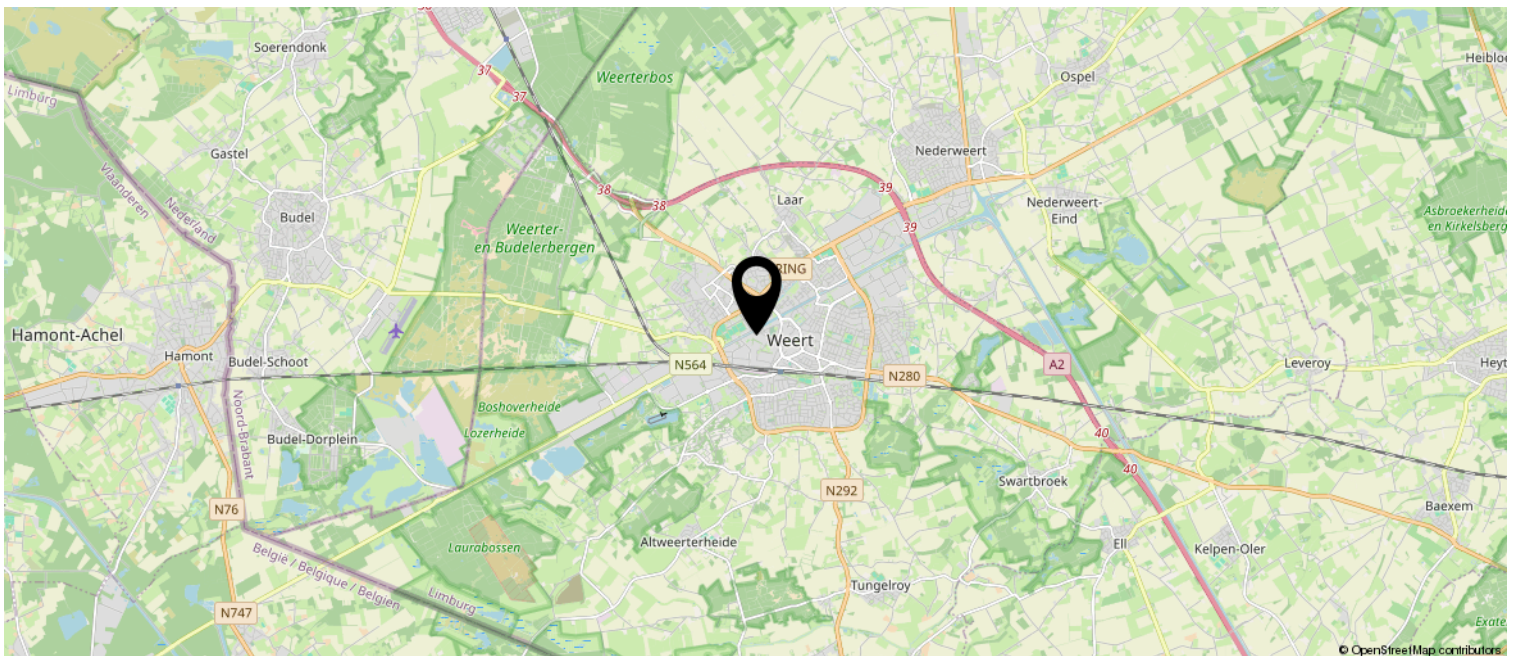 38
Soerendonk
37
Weerterbos
Heibloe
Ospel
Limburg
37
Gastel
Nederweert
Vlaanderen
38
38
39
Nederland
Laar
Nederweert-
Eind
Budel
Asbroekerheide
en Kirkelsberg
Weerter-
en Budelerbergen
39
RING
Hamont-Achel
Weert
Hamont
Budel-Schoot
N564
A2
Leveroy
Heyt
N280
Boshoverheide
Noord-Brabant
Lozerheide
Budel-Dorplein
40
40
Swartbroek
N292
N76
Baexem
Laurabossen
Altweerterheide
Ell
Kelpen-Oler
België / Belgique / Belgien
Limburg
Tungelroy
N747
Exate
© OpenStreetMap contributors